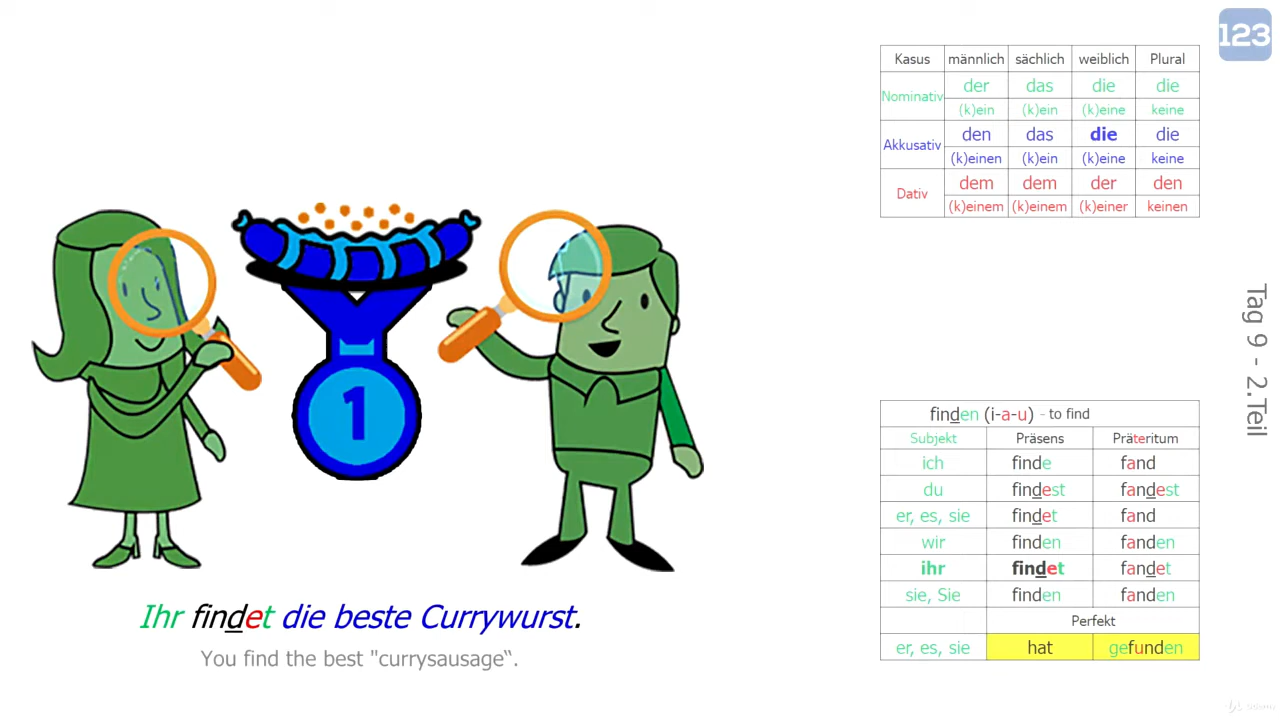 123
Kasus männlich sächlich weiblich Plural
Nominativ der das die die
(k)ein (k)ein (k)eine keine
Akkusativ den das die die
(k)einen (k)ein (k)eine keine
Dativ dem dem der den
(k)einem (k)einem (k)einer keinen
1
Tag 9 - 2.Teil
finden (i-a-u) - to find
Subjekt Präsens Präteritum
ich finde fand
du findest fandest
er, es, sie findet fand
wir finden fanden
ihr findet fandet
sie, Sie finden fanden
Perfekt
er, es, sie hat gefunden
Ihr findet die beste Currywurst.
You find the best "currysausage“.